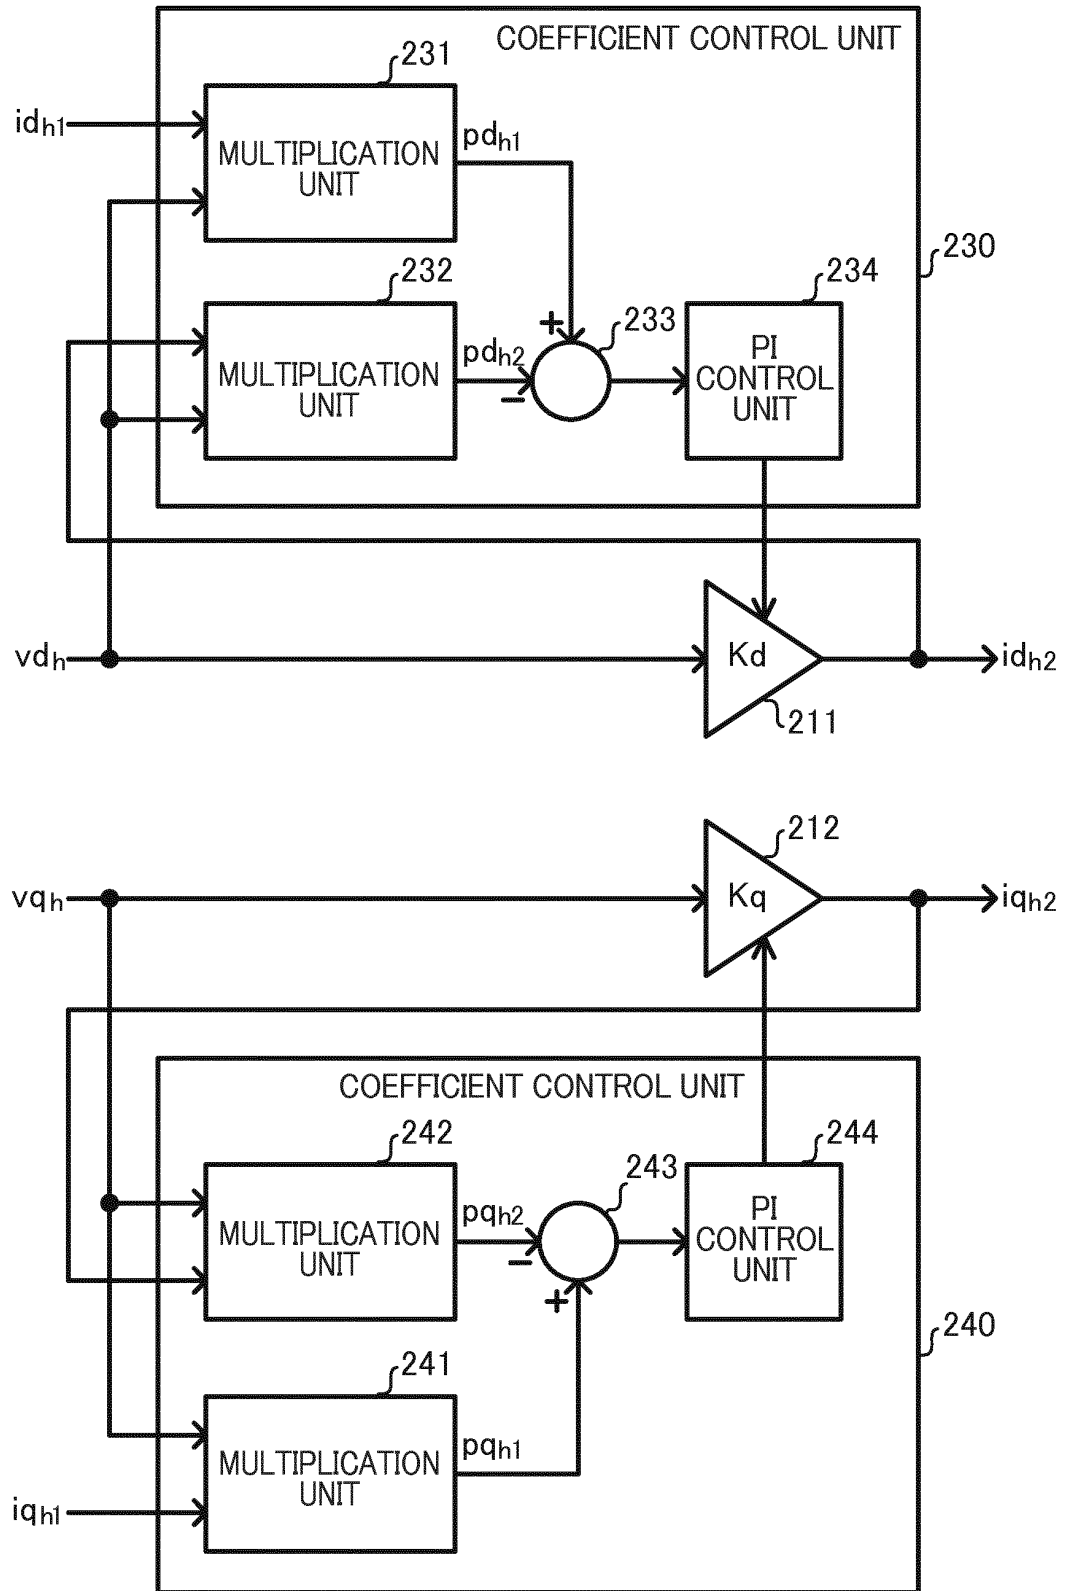 COEFFICIENT CONTROL UNIT
231
idh1
MULTIPLICATION
UNIT
pdh1
230
232
234
MULTIPLICATION
UNIT
pdh2
+
−
233
PI
CONTROL
UNIT
vdh
Kd
idh2
211
212
vqh
Kq
iqh2
COEFFICIENT CONTROL UNIT
242
243
244
MULTIPLICATION
UNIT
pqh2
−
+
PI
CONTROL
UNIT
240
241
MULTIPLICATION
UNIT
pqh1
iqh1